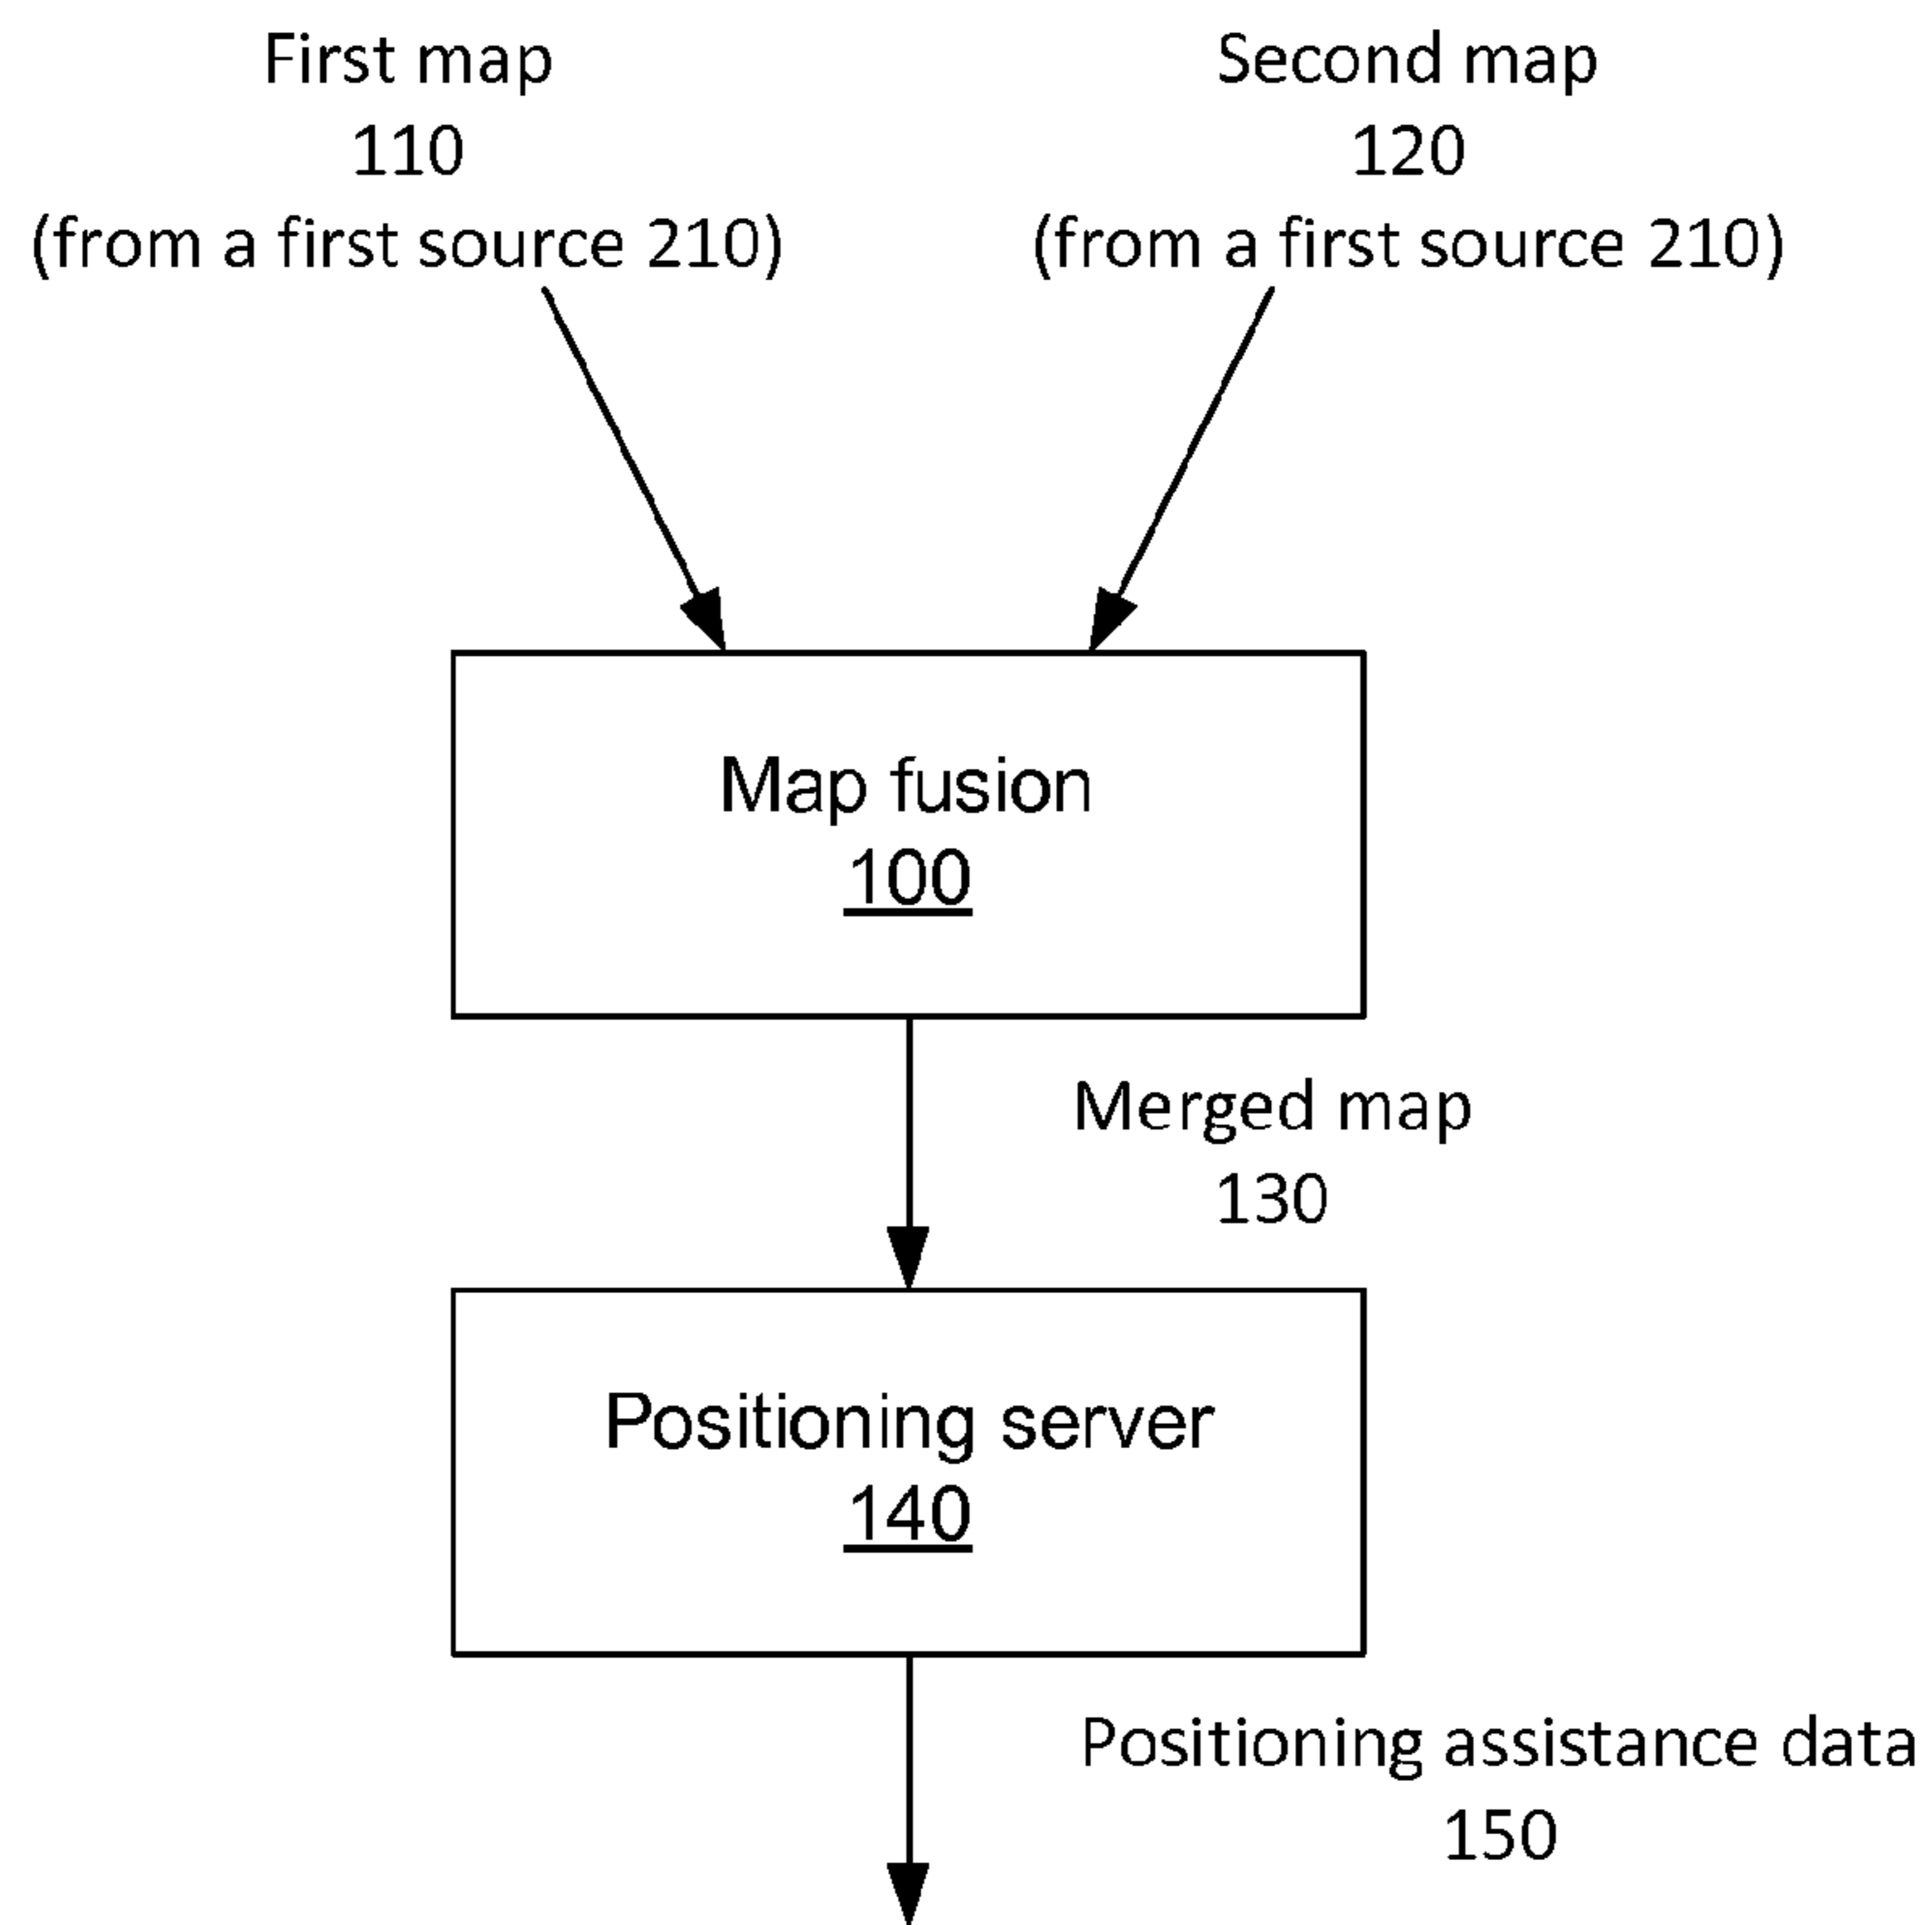 First map
110
(from a first source 210)
Second map
120
(from a first source 210)
Map fusion
100
Merged map
130
Positioning server
140
Positioning assistance data
150